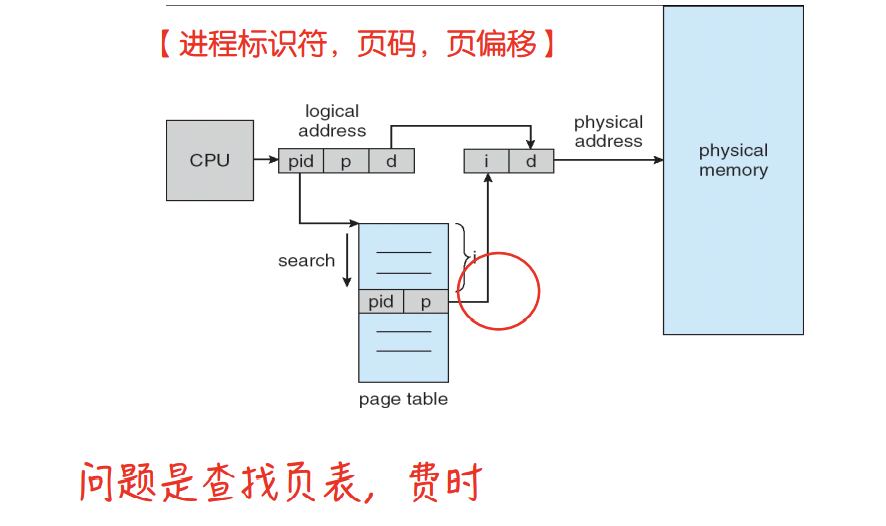 【进程标识符，页码，页偏移】
logical
address
physical
address
CPU
pid p d
i d
physical
memory
search
i
pid p
page table
问题是查找页表，费时